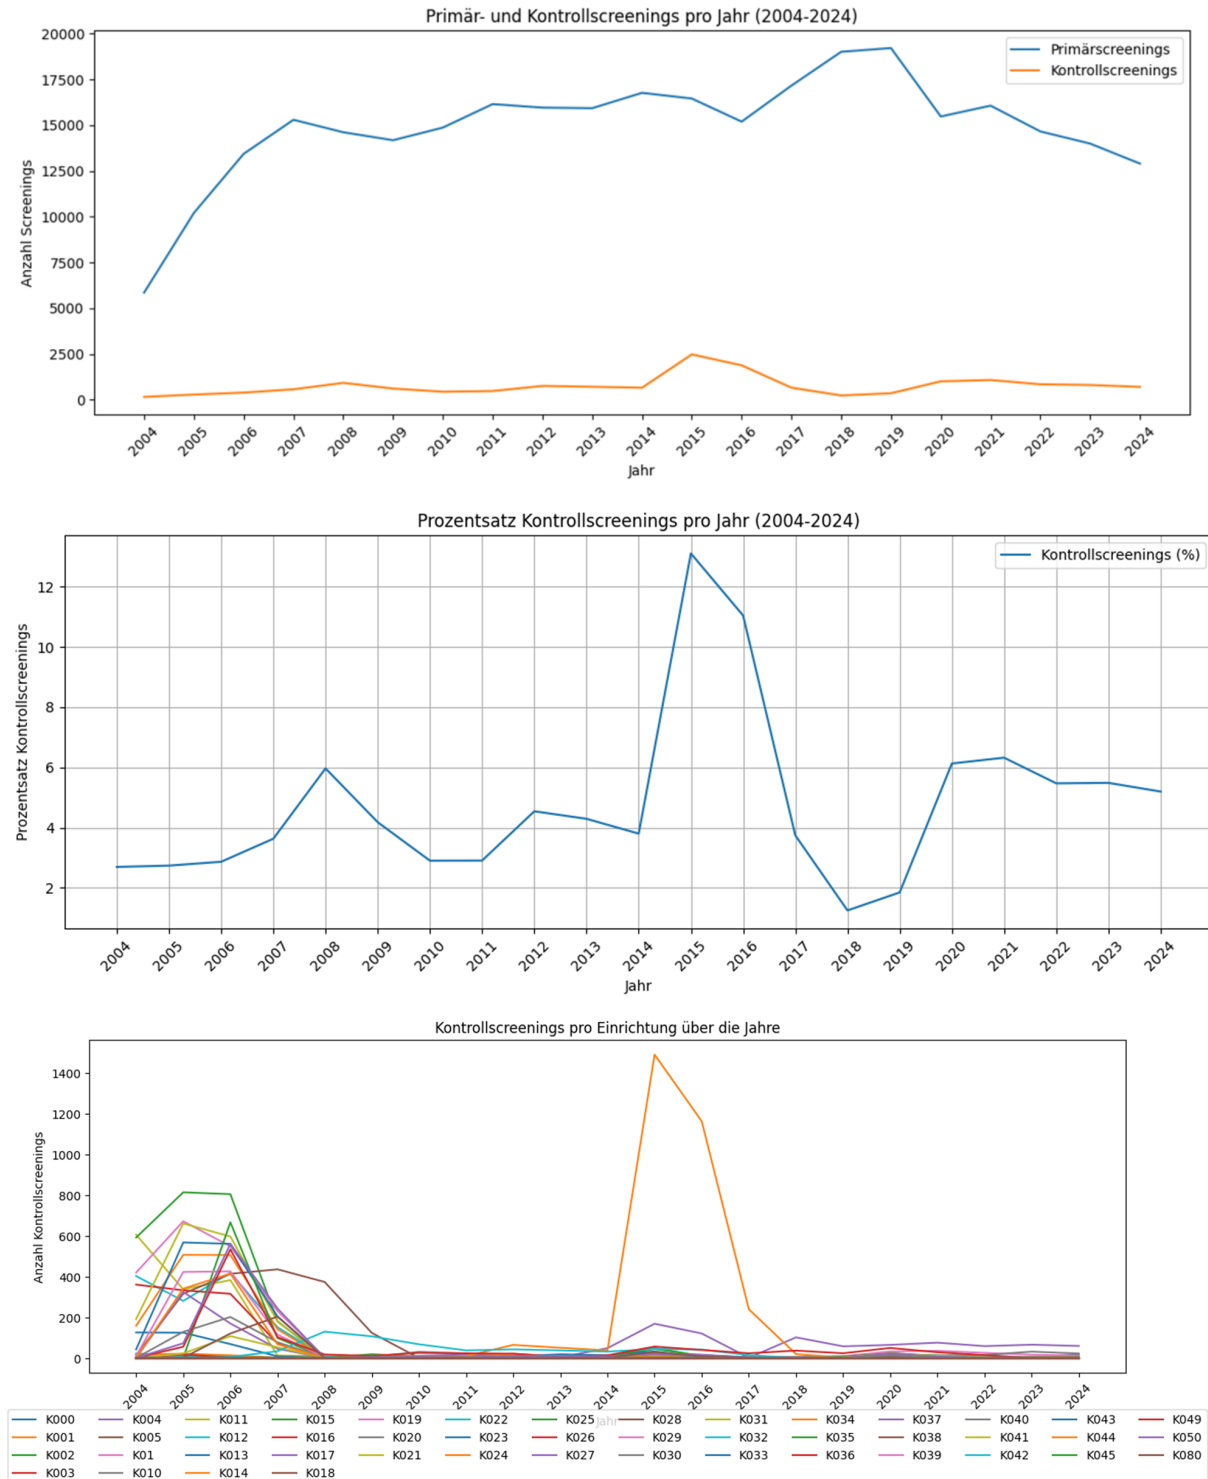 Primär- und Kontrollscreenings pro Jahr (2004-2024)
Primärscreenings
Kontrollscreenings
Anzahl Screenings
20000
17500
15000
12500
10000
7500
5000
2500
0
2004 2005 2006 2007 2008 2009 2010 2011 2012 2013 2014 2015 2016 2017 2018 2019 2020 2021 2022 2023 2024
Jahr
Prozentsatz Kontrollscreenings pro Jahr (2004-2024)
Kontrollscreenings (%)
Prozentsatz Kontrollscreenings
12
10
8
6
4
2
2004 2005 2006 2007 2008 2009 2010 2011 2012 2013 2014 2015 2016 2017 2018 2019 2020 2021 2022 2023 2024
Jahr
Kontrollscreenings pro Einrichtung über die Jahre
Anzahl Kontrollscreenings
1400
1200
1000
800
600
400
200
0
2004 2005 2006 2007 2008 2009 2010 2011 2012 2013 2014 2015 2016 2017 2018 2019 2020 2021 2022 2023 2024
Jahr
K000 K004 K011 K015 K019 K022 K025 K028 K031 K034 K037 K040 K043 K049
K001 K005 K012 K016 K020 K023 K026 K029 K032 K035 K038 K041 K044 K050
K002 K01 K013 K017 K021 K024 K027 K030 K033 K036 K039 K042 K045 K080
K003 K010 K014 K018